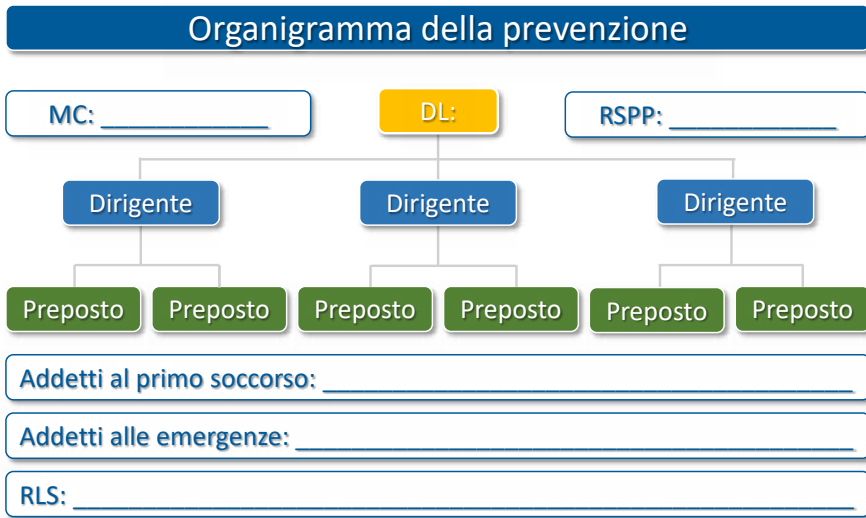 Organigramma della prevenzione
MC: ____________
DL:
RSPP: ____________
Dirigente
Dirigente
Dirigente
Preposto
Preposto
Preposto
Preposto
Preposto
Preposto
Addetti al primo soccorso: ______________________________________
Addetti alle emergenze: ________________________________________
RLS: ________________________________________________________